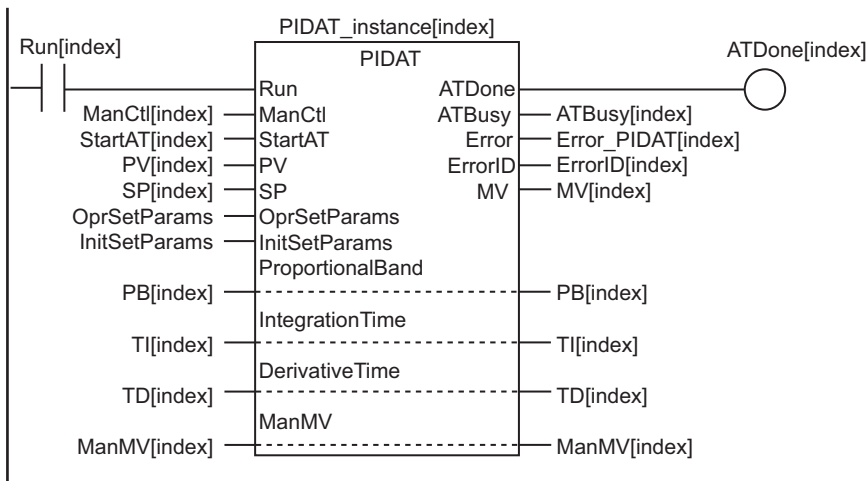 PIDAT_instance[index]
Run[index]
PIDAT
ATDone[index]
Run ATDone
ManCtl[index] ManCtl ATBusy ATBusy[index]
StartAT[index] StartAT Error Error_PIDAT[index]
PV[index] PV ErrorID ErrorID[index]
SP[index] SP MV MV[index]
OprSetParams OprSetParams
InitSetParams InitSetParams
ProportionalBand
PB[index] PB[index]
IntegrationTime
TI[index] TI[index]
DerivativeTime
TD[index] TD[index]
ManMV
ManMV[index] ManMV[index]